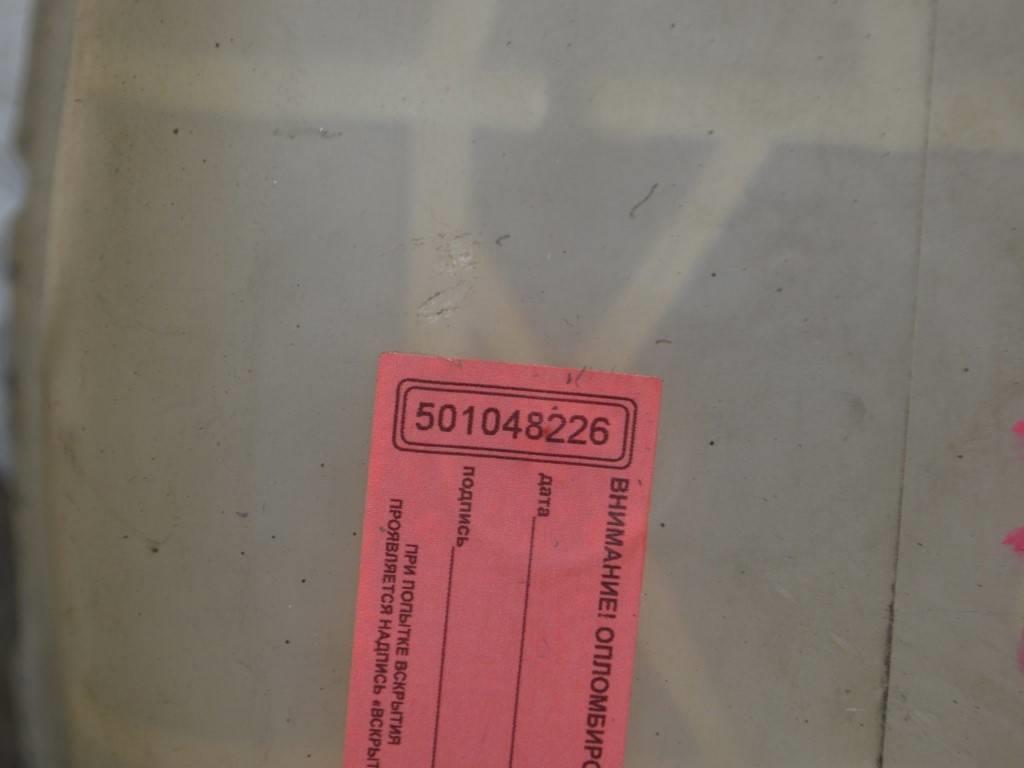 501048226
ВНИМАНИЕ! ОПЛОМБИРО
дата
подпись
ПРИ ПОПЫТКЕ ВСКРЫТИЯ
ПРОЯВЛЯЕТСЯ НАДПИСЬ «ВСКРЫТ